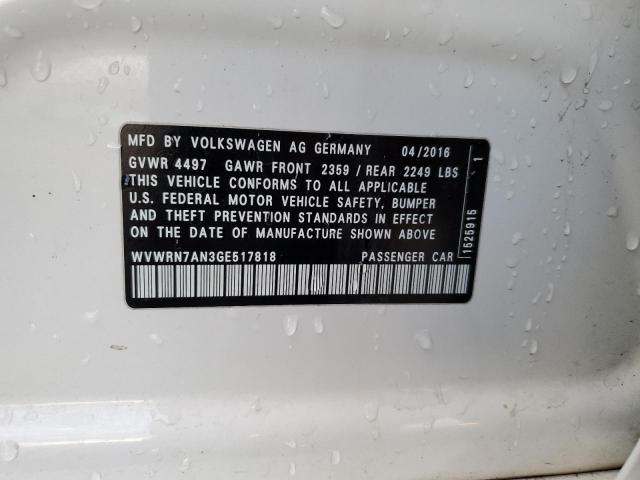 MFD BY VOLKSWAGEN AG GERMANY 04/2016
GVWR 4497 GAWR FRONT 2359 / REAR 2249 LBS
THIS VEHICLE CONFORMS TO ALL APPLICABLE
U.S. FEDERAL MOTOR VEHICLE SAFETY, BUMPER
AND THEFT PREVENTION STANDARDS IN EFFECT
ON THE DATE OF MANUFACTURE SHOWN ABOVE
WVWRN7AN3GE517818 PASSENGER CAR
1525915 1